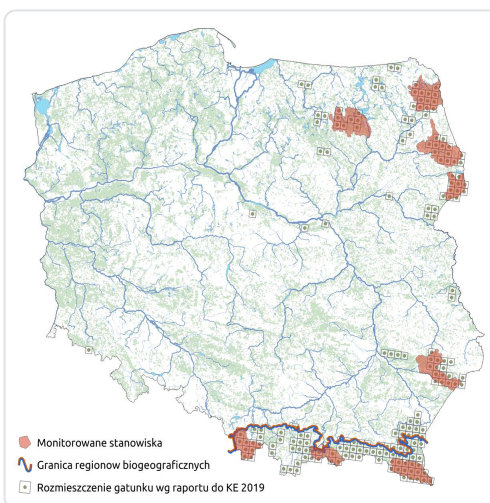 Monitorowane stanowiska
Granica regionow biogeograficznych
Rozmieszczenie gatunku wg raportu do KE 2019